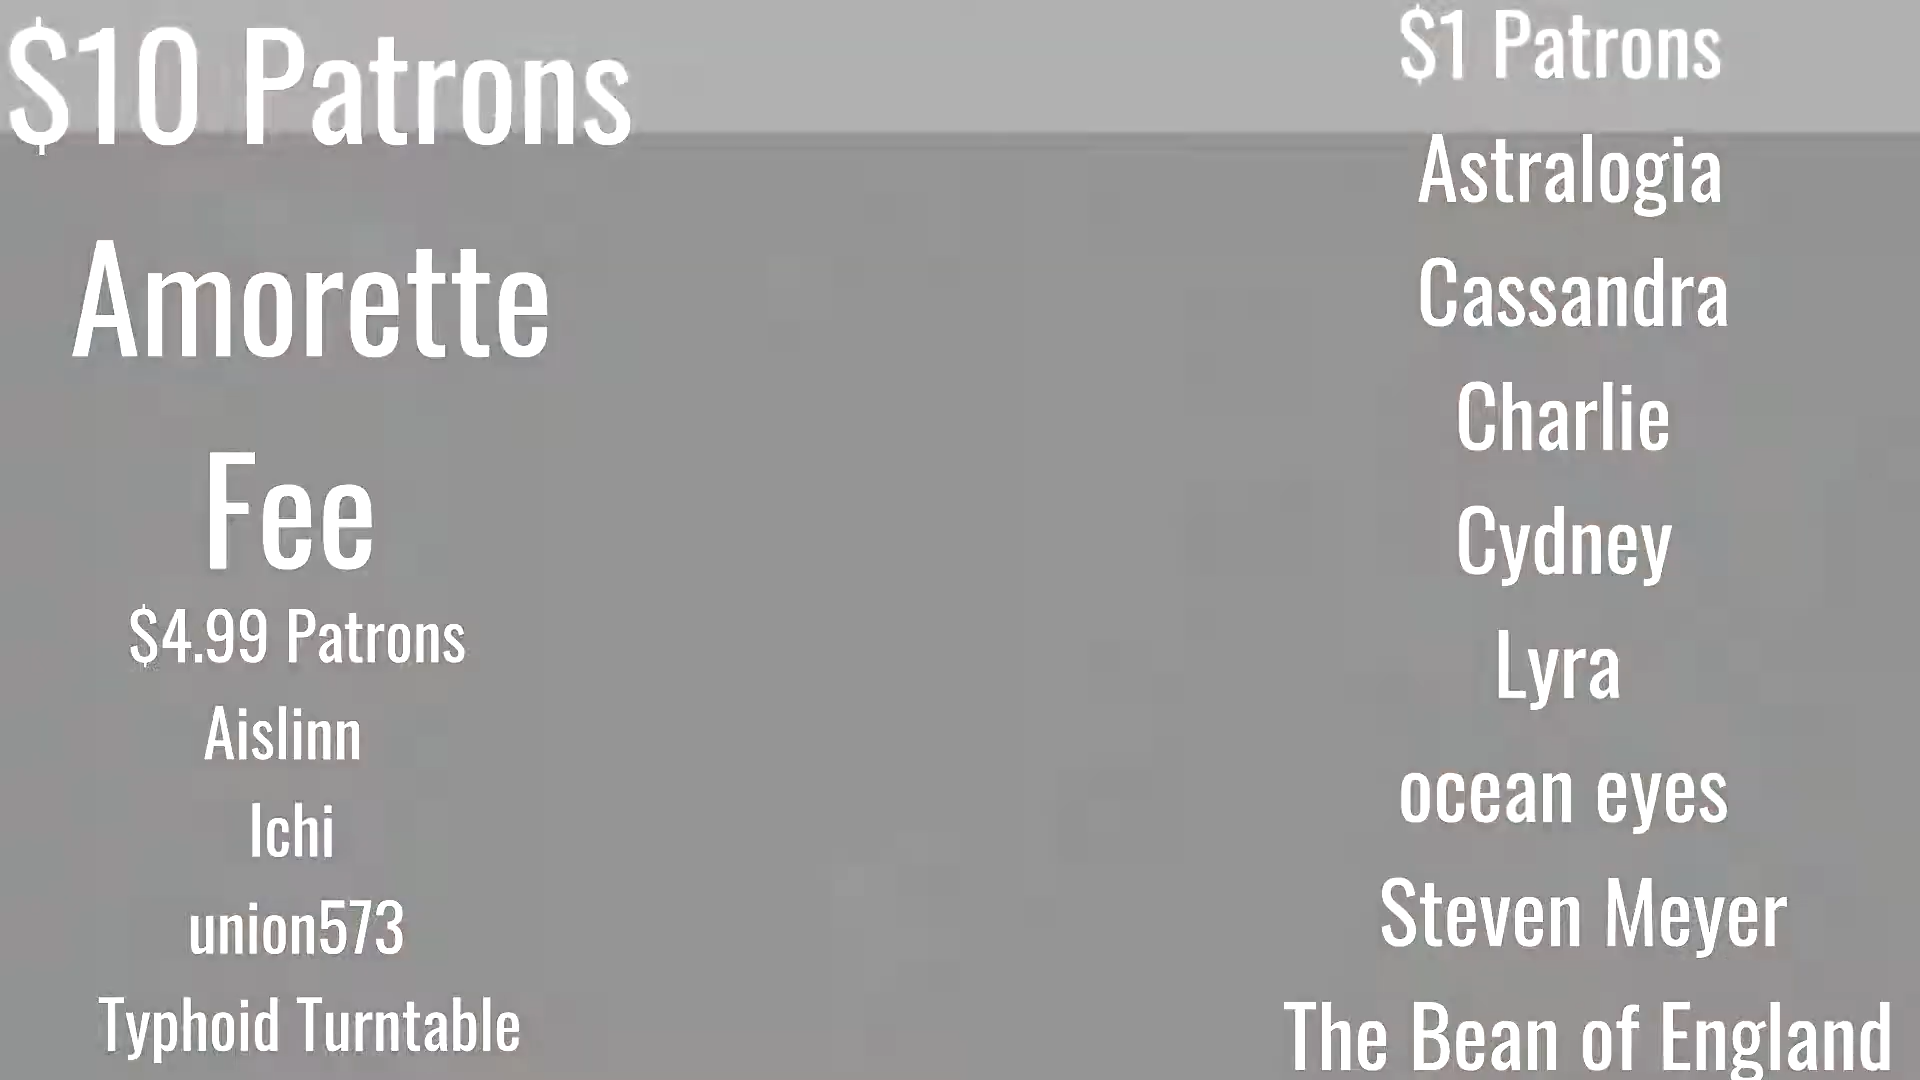 $10 Patrons
Amorette
Fee
$4.99 Patrons
Aislinn
Ichi
union573
Typhoid Turntable
$1 Patrons
Astralogia
Cassandra
Charlie
Cydney
Lyra
ocean eyes
Steven Meyer
The Bean of England